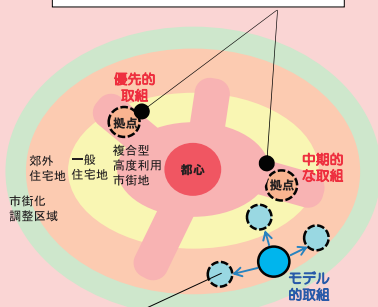 優先的
取組
拠点
郊外
住宅地
一般
住宅地
複合型
高度利用
市街地
都心
中期的
な取組
拠点
市街化
調整区域
モデル
的取組